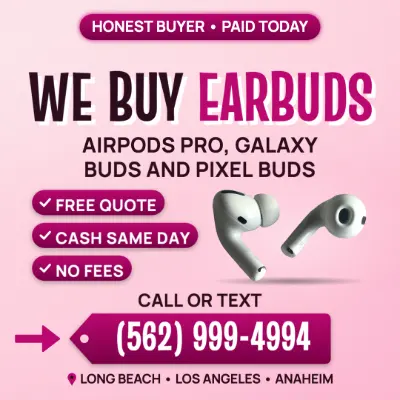 HONEST BUYER • PAID TODAY
WE BUY EARBUDS
AIRPODS PRO, GALAXY
BUDS AND PIXEL BUDS
FREE QUOTE
CASH SAME DAY
NO FEES
CALL OR TEXT
(562) 999-4994
LONG BEACH • LOS ANGELES • ANAHEIM